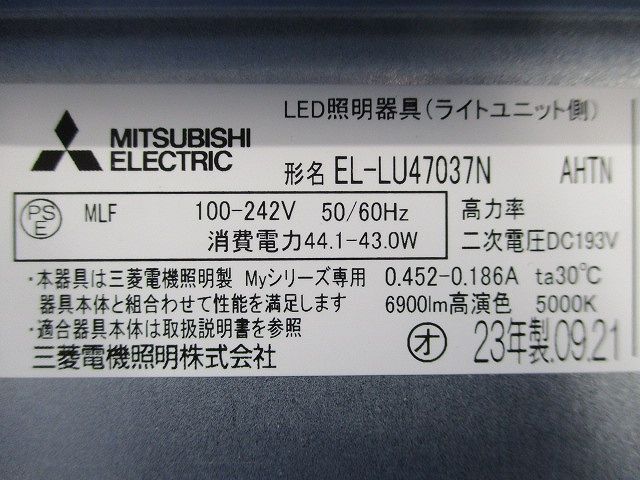 LED照明器具(ライトユニット側)
MITSUBISHI
ELECTRIC
形名 EL-LU47037N AHTN
PS
E
MLF 100-242V 50/60Hz
消費電力44.1-43.0W
高力率
二次電圧DC193V
・本器具は三菱電機照明製 Myシリーズ専用
器具本体と組合わせて性能を満足します
・適合器具本体は取扱説明書を参照
0.452-0.186A ta30℃
6900lm高演色 5000K
三菱電機照明株式会社
オ 23年製.09.21